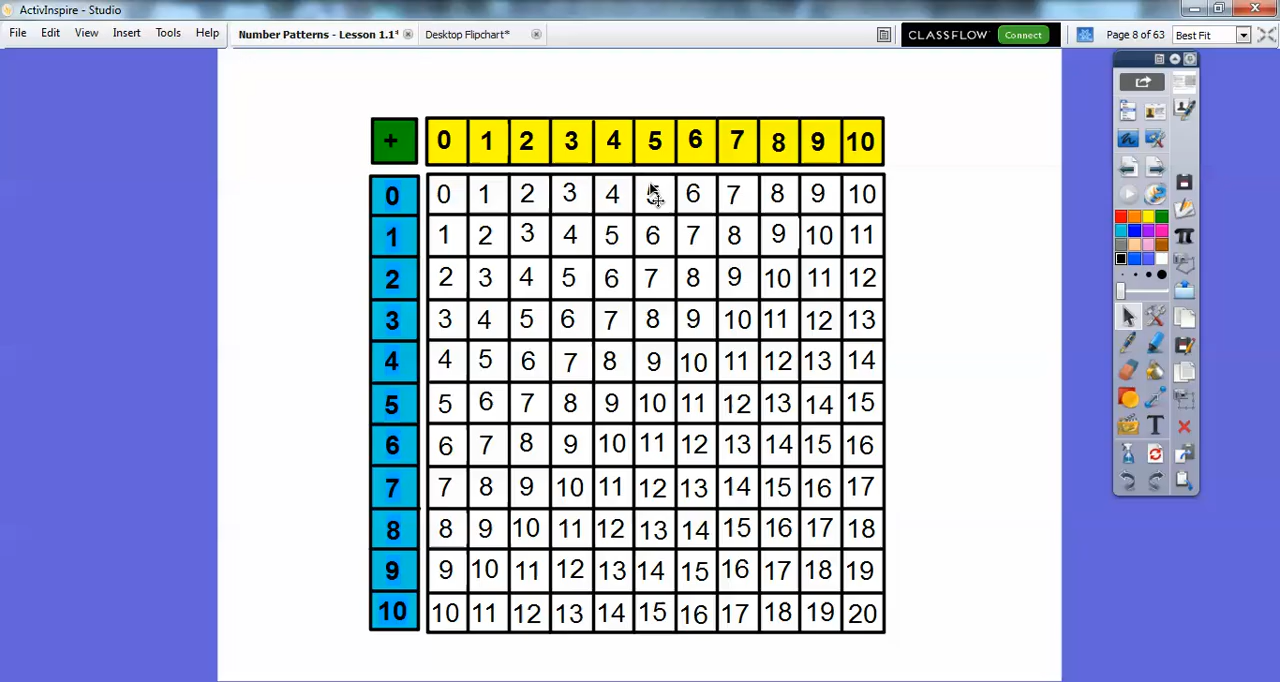 ActivInspire - Studio
File Edit View Insert Tools Help Number Patterns - Lesson 1.1* Desktop Flipchart* CLASSFLOW Connect Page 8 of 63 Best Fit
+ 0 1 2 3 4 5 6 7 8 9 10
0 0 1 2 3 4 6 7 8 9 10
1 1 2 3 4 5 6 7 8 9 10 11
2 2 3 4 5 6 7 8 9 10 11 12
3 3 4 5 6 7 8 9 10 11 12 13
4 4 5 6 7 8 9 10 11 12 13 14
5 5 6 7 8 9 10 11 12 13 14 15
6 6 7 8 9 10 11 12 13 14 15 16
7 7 8 9 10 11 12 13 14 15 16 17
8 8 9 10 11 12 13 14 15 16 17 18
9 9 10 11 12 13 14 15 16 17 18 19
10 10 11 12 13 14 15 16 17 18 19 20